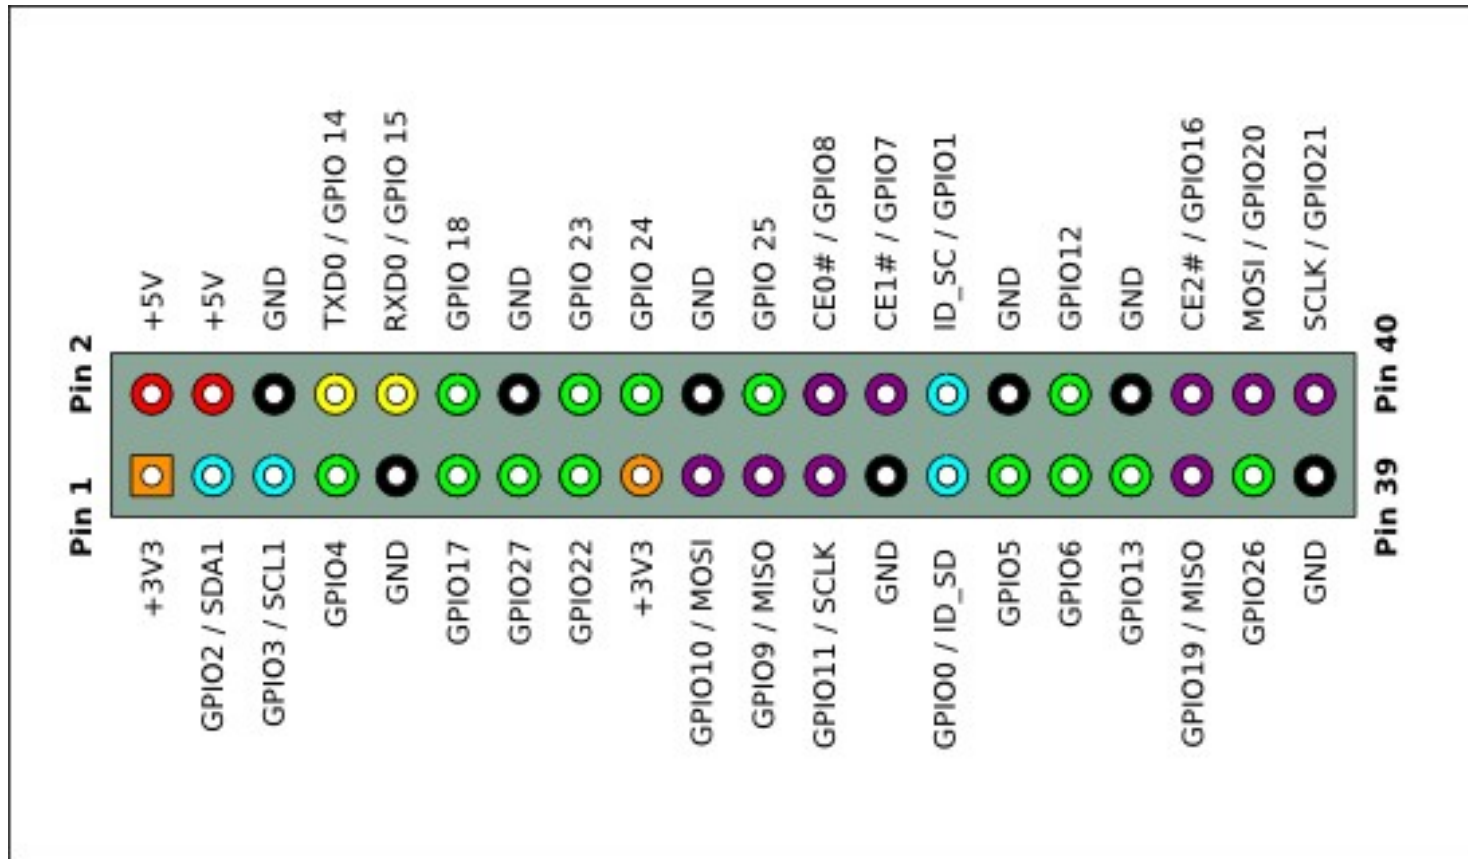 +5V
+5V
GND
TXD0 / GPIO 14
RXD0 / GPIO 15
GPIO 18
GND
GPIO 23
GPIO 24
GND
GPIO 25
CE0# / GPIO8
CE1# / GPIO7
ID_SC / GPIO1
GND
GPIO12
GND
CE2# / GPIO16
MOSI / GPIO20
SCLK / GPIO21
Pin 2
Pin 40
Pin 1
Pin 39
+3V3
GPIO2 / SDA1
GPIO3 / SCL1
GPIO4
GND
GPIO17
GPIO27
GPIO22
+3V3
GPIO10 / MOSI
GPIO9 / MISO
GPIO11 / SCLK
GND
GPIO0 / ID_SD
GPIO5
GPIO6
GPIO13
GPIO19 / MISO
GPIO26
GND